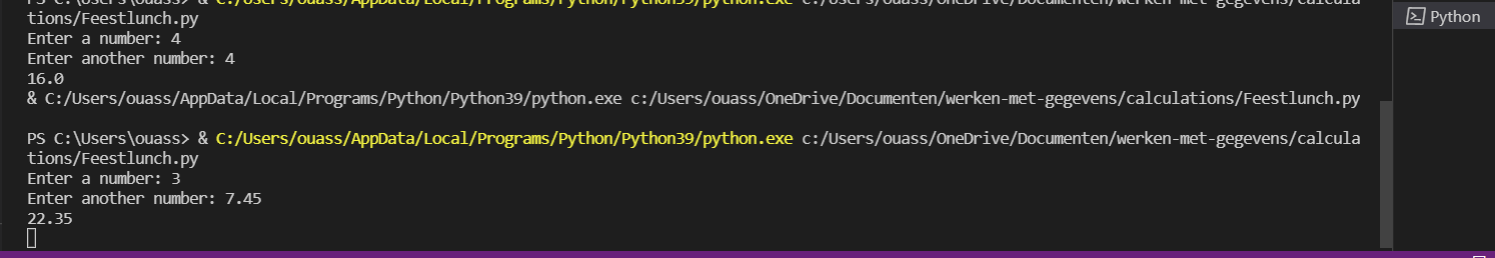 PS C:\Users\ouass> & C:/Users/ouass/AppData/Local/Programs/Python/Python39/python.exe c:/Users/ouass/OneDrive/Documenten/werken-met-gegevens/calcula
tions/Feestlunch.py
Enter a number: 4
Enter another number: 4
16.0
& C:/Users/ouass/AppData/Local/Programs/Python/Python39/python.exe c:/Users/ouass/OneDrive/Documenten/werken-met-gegevens/calculations/Feestlunch.py
PS C:\Users\ouass> & C:/Users/ouass/AppData/Local/Programs/Python/Python39/python.exe c:/Users/ouass/OneDrive/Documenten/werken-met-gegevens/calcula
tions/Feestlunch.py
Enter a number: 3
Enter another number: 7.45
22.35
Python